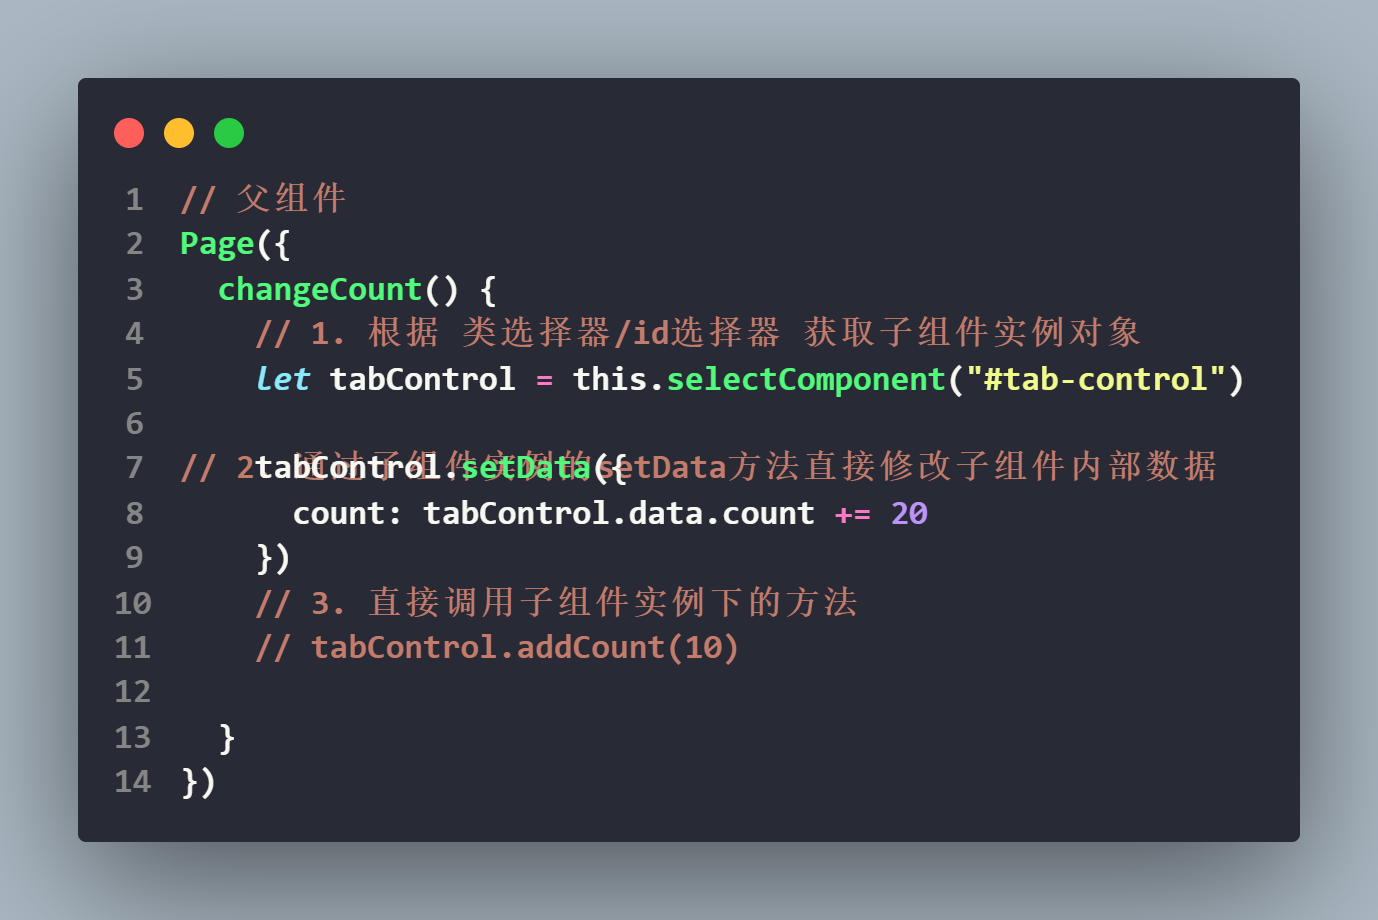 1 // 父组件
2 Page({
3 changeCount() {
4 // 1. 根据 类选择器/id选择器 获取子组件实例对象
5 let tabControl = this.selectComponent("#tab-control")
6
7 // 2. 通过子组件实例的setData方法直接修改子组件内部数据
tabControl.setData({
8 count: tabControl.data.count += 20
9 })
10 // 3. 直接调用子组件实例下的方法
11 // tabControl.addCount(10)
12
13 }
14 })